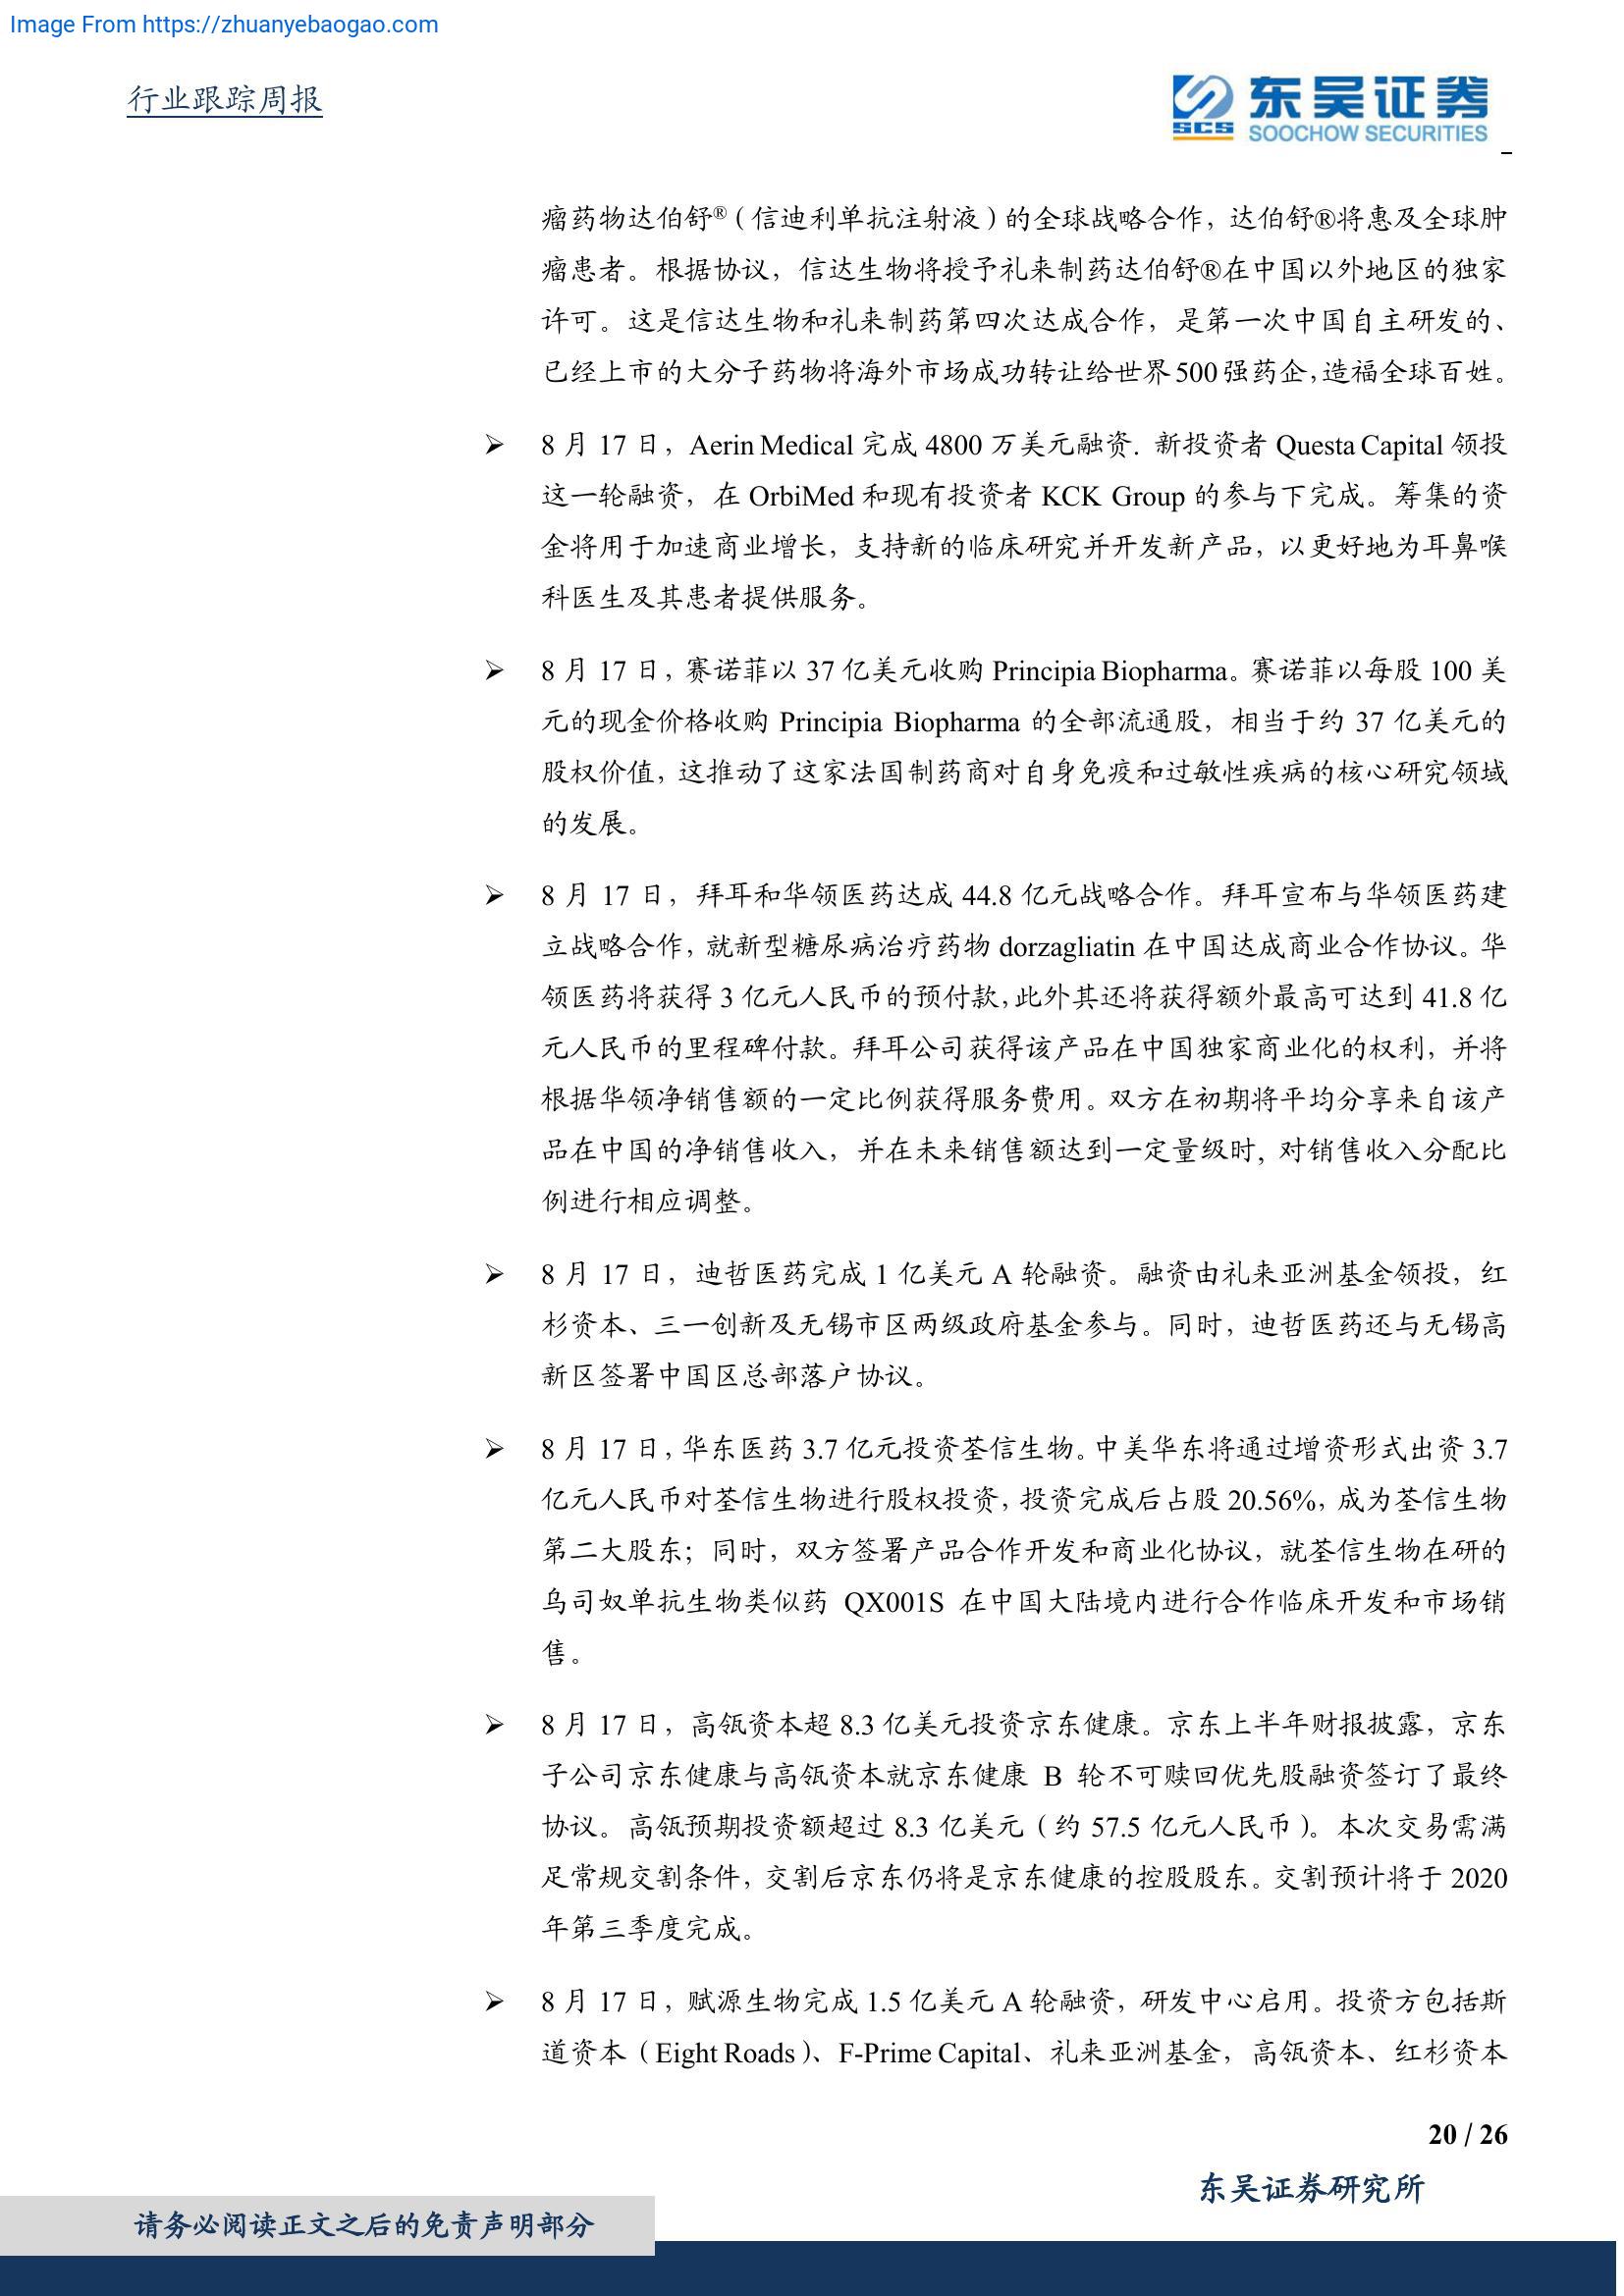 Image From https://zhuanyebaogao.com
行业跟踪周报
SCS
东吴证券
SOOCHOW SECURITIES
瘤药物达伯舒®（信迪利单抗注射液）的全球战略合作，达伯舒®将惠及全球肿
瘤患者。根据协议，信达生物将授予礼来制药达伯舒®在中国以外地区的独家
许可。这是信达生物和礼来制药第四次达成合作，是第一次中国自主研发的、
已经上市的大分子药物将海外市场成功转让给世界500强药企，造福全球百姓。
➢ 8 月 17 日，Aerin Medical 完成 4800 万美元融资. 新投资者 Questa Capital 领投
这一轮融资，在 OrbiMed 和现有投资者 KCK Group 的参与下完成。筹集的资
金将用于加速商业增长，支持新的临床研究并开发新产品，以更好地为耳鼻喉
科医生及其患者提供服务。
➢ 8 月 17 日，赛诺菲以 37 亿美元收购 Principia Biopharma。赛诺菲以每股 100 美
元的现金价格收购 Principia Biopharma 的全部流通股，相当于约 37 亿美元的
股权价值，这推动了这家法国制药商对自身免疫和过敏性疾病的核心研究领域
的发展。
➢ 8 月 17 日，拜耳和华领医药达成 44.8 亿元战略合作。拜耳宣布与华领医药建
立战略合作，就新型糖尿病治疗药物 dorzagliatin 在中国达成商业合作协议。华
领医药将获得 3 亿元人民币的预付款，此外其还将获得额外最高可达到 41.8 亿
元人民币的里程碑付款。拜耳公司获得该产品在中国独家商业化的权利，并将
根据华领净销售额的一定比例获得服务费用。双方在初期将平均分享来自该产
品在中国的净销售收入，并在未来销售额达到一定量级时, 对销售收入分配比
例进行相应调整。
➢ 8 月 17 日，迪哲医药完成 1 亿美元 A 轮融资。融资由礼来亚洲基金领投，红
杉资本、三一创新及无锡市区两级政府基金参与。同时，迪哲医药还与无锡高
新区签署中国区总部落户协议。
➢ 8 月 17 日，华东医药 3.7 亿元投资荃信生物。中美华东将通过增资形式出资 3.7
亿元人民币对荃信生物进行股权投资，投资完成后占股 20.56%，成为荃信生物
第二大股东；同时，双方签署产品合作开发和商业化协议，就荃信生物在研的
乌司奴单抗生物类似药 QX001S 在中国大陆境内进行合作临床开发和市场销
售。
➢ 8 月 17 日，高瓴资本超 8.3 亿美元投资京东健康。京东上半年财报披露，京东
子公司京东健康与高瓴资本就京东健康 B 轮不可赎回优先股融资签订了最终
协议。高瓴预期投资额超过 8.3 亿美元（约 57.5 亿元人民币）。本次交易需满
足常规交割条件，交割后京东仍将是京东健康的控股股东。交割预计将于 2020
年第三季度完成。
➢ 8 月 17 日，赋源生物完成 1.5 亿美元 A 轮融资，研发中心启用。投资方包括斯
道资本（Eight Roads）、F-Prime Capital、礼来亚洲基金，高瓴资本、红杉资本
20 / 26
东吴证券研究所
请务必阅读正文之后的免责声明部分